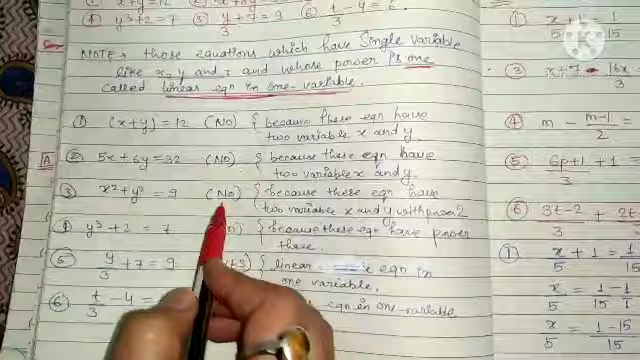 ④ y³+2=7 ⑤ y/3 +7=9 ⑥ t-4/3 = 2
NOTE → those equations which have Single variable
like x, y and z and whose power is one
called linear eqn in one variable.
① (x+y)=12 (NO) { because these eqn have
two variable x and y
② 5x+6y=32 (NO) { because these eqn have
two variable x and y
③ x²+y²=9 (NO) { because these eqn have
two variable x and y with power 2
④ y³+2=7 { because these eqn have power
three.
⑤ y/3 +7=9 { linear eqn in
one variable,
⑥ t/3 -4= eqn in one-variable
① x/5 1/15
③ 16x/3
④ m - m-1/2 =
⑤ 6p+1/3 + 1 =
⑥ 3t-2/3 + 2t/3
① x/5 + 1 = 1/15
x/5 = 1/15 - 1/1
x/5 = 1-15/15
KINEMASTER